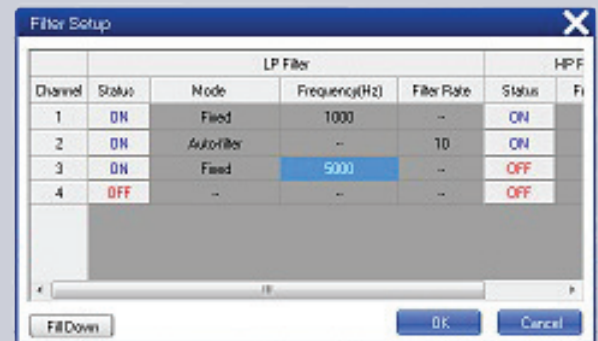 Filter Setup
LP Filter HP F
Channel Status Mode Frequency(Hz) Filter Rate Status Fr
1 ON Fixed 1000 -- ON
2 ON Auto-filter -- 10 ON
3 ON Fixed 5000 -- OFF
4 OFF -- -- -- OFF
Fill Down OK Cancel